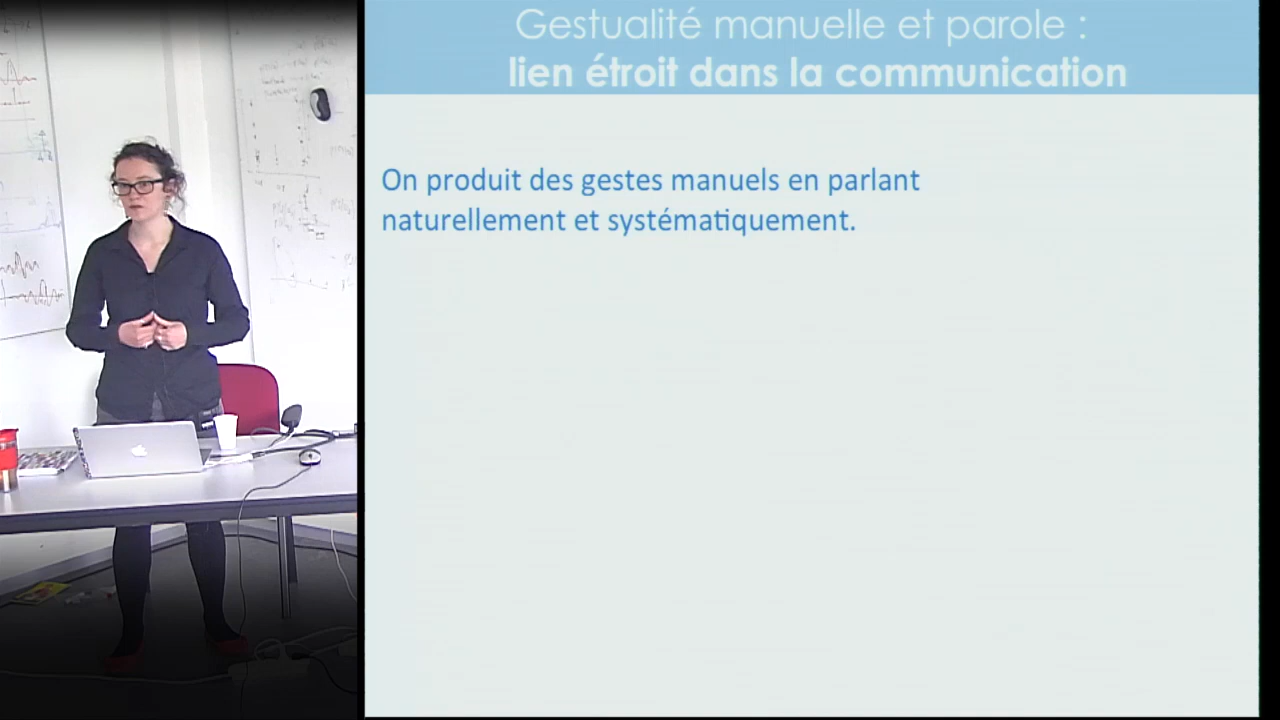 Gestualité manuelle et parole :
lien étroit dans la communication
On produit des gestes manuels en parlant
naturellement et systématiquement.